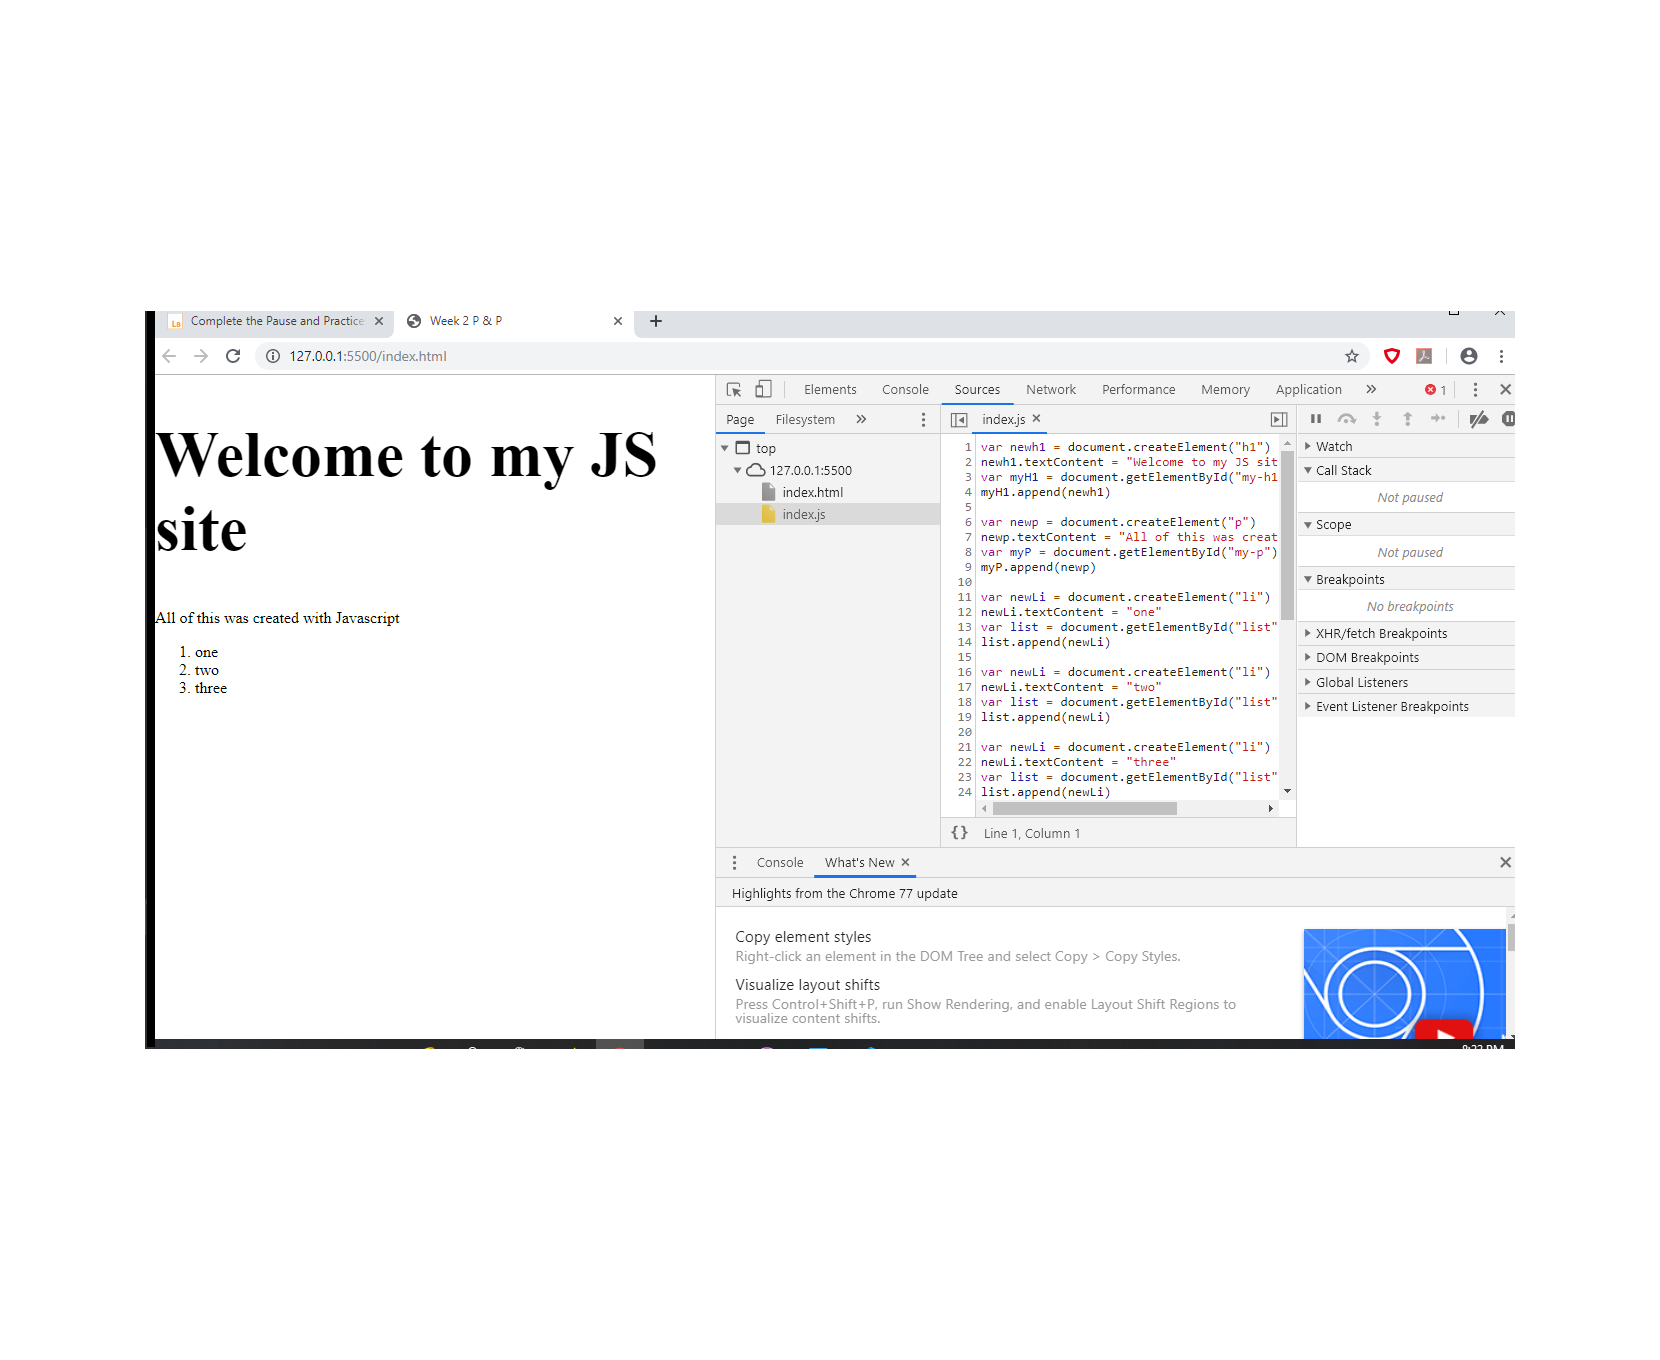 Complete the Pause and Practice
Week 2 P & P
127.0.0.1:5500/index.html
Elements Console Sources Network Performance Memory Application 1
Page Filesystem
index.js
top
127.0.0.1:5500
index.html
index.js
Welcome to my JS
site
All of this was created with Javascript
1. one
2. two
3. three
1 var newh1 = document.createElement("h1")
2 newh1.textContent = "Welcome to my JS sit
3 var myH1 = document.getElementById("my-h1
4 myH1.append(newh1)
5
6 var newp = document.createElement("p")
7 newp.textContent = "All of this was creat
8 var myP = document.getElementById("my-p")
9 myP.append(newp)
10
11 var newLi = document.createElement("li")
12 newLi.textContent = "one"
13 var list = document.getElementById("list"
14 list.append(newLi)
15
16 var newLi = document.createElement("li")
17 newLi.textContent = "two"
18 var list = document.getElementById("list"
19 list.append(newLi)
20
21 var newLi = document.createElement("li")
22 newLi.textContent = "three"
23 var list = document.getElementById("list"
24 list.append(newLi)
{} Line 1, Column 1
Watch
Call Stack
Not paused
Scope
Not paused
Breakpoints
No breakpoints
XHR/fetch Breakpoints
DOM Breakpoints
Global Listeners
Event Listener Breakpoints
Console What's New
Highlights from the Chrome 77 update
Copy element styles
Right-click an element in the DOM Tree and select Copy > Copy Styles.
Visualize layout shifts
Press Control+Shift+P, run Show Rendering, and enable Layout Shift Regions to
visualize content shifts.